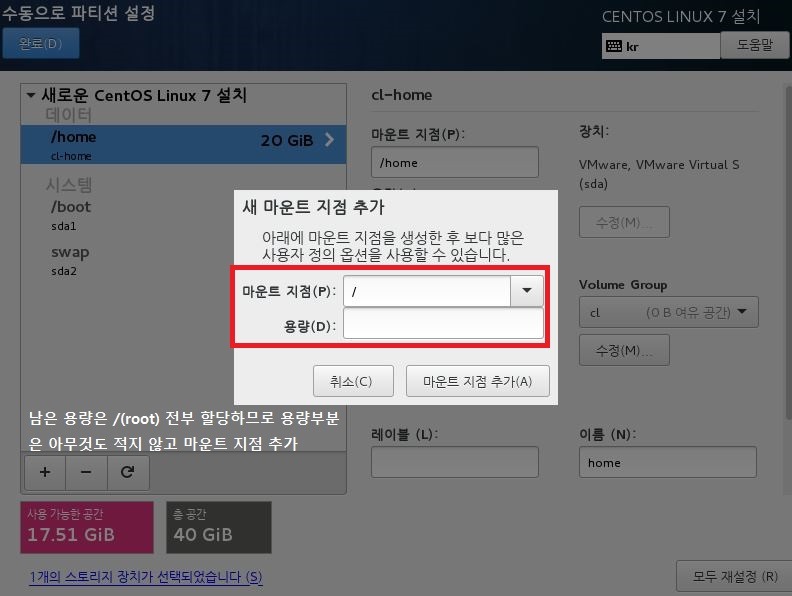 수동으로 파티션 설정
CENTOS LINUX 7 설치
완료(D)
kr
도움말
새로운 CentOS Linux 7 설치
데이터
/home
20 GiB
cl-home
시스템
/boot
sda1
swap
sda2
cl-home
마운트 지점(P):
/home
장치:
VMware, VMware Virtual S
(sda)
수정(M)...
Volume Group
cl (0 B 여유 공간)
수정(M)...
새 마운트 지점 추가
아래에 마운트 지점을 생성한 후 보다 많은
사용자 정의 옵션을 사용할 수 있습니다.
마운트 지점(P): /
용량(D):
취소(C)
마운트 지점 추가(A)
남은 용량은 /(root) 전부 할당하므로 용량부분
은 아무것도 적지 않고 마운트 지점 추가
레이블 (L):
이름 (N):
home
+ −
사용 가능한 공간
17.51 GiB
총 공간
40 GiB
1개의 스토리지 장치가 선택되었습니다 (S)
모두 재설정 (R)